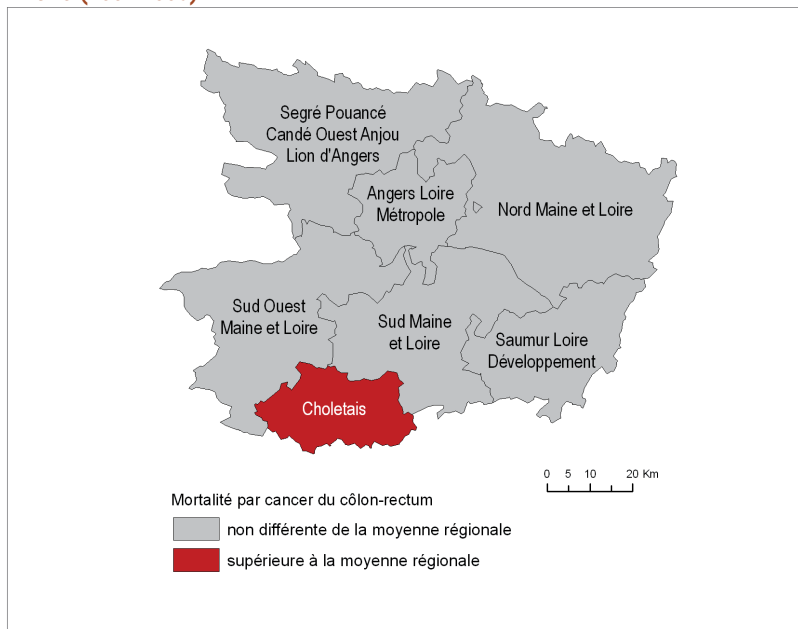 Segré Pouancé
Candé Ouest Anjou
Lion d'Angers
Angers Loire
Métropole
Nord Maine et Loire
Sud Ouest
Maine et Loire
Sud Maine
et Loire
Saumur Loire
Développement
Choletais
0 5 10 20 Km
Mortalité par cancer du côlon-rectum
non différente de la moyenne régionale
supérieure à la moyenne régionale